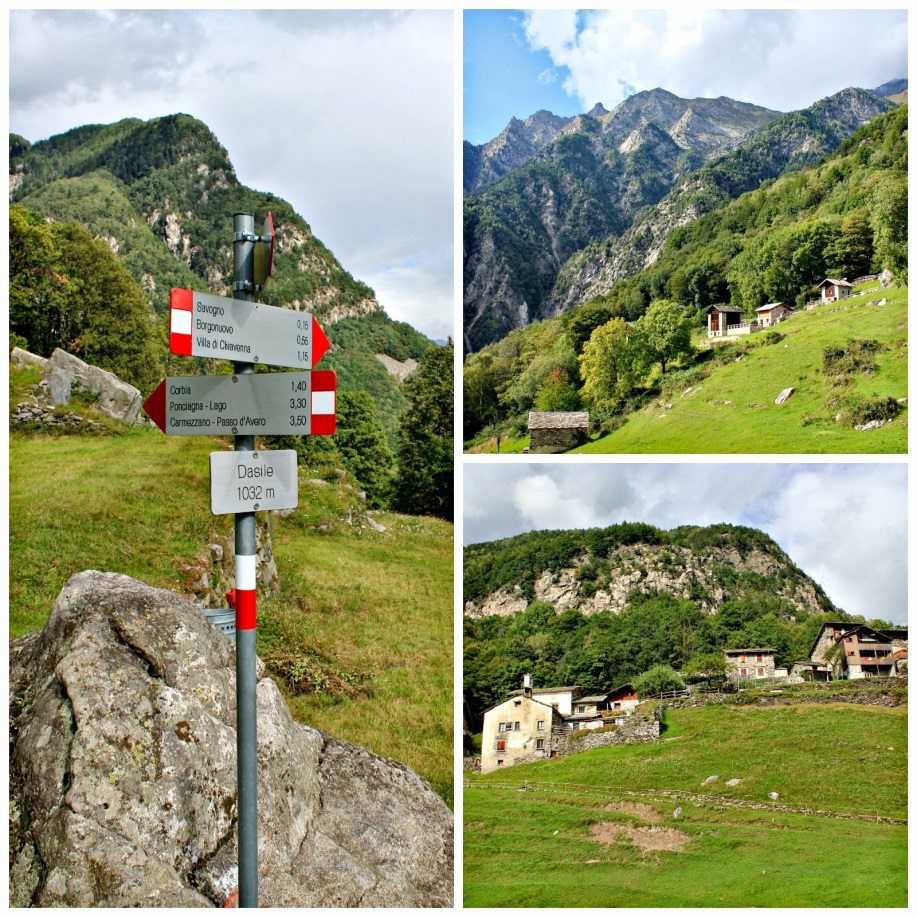 Savogno 0,15
Borgonuovo 0,55
Villa di Chiavenna 1,15
Corbia 1,40
Ponciagna - Lago 3,30
Carmezzano - Passo d'Avero 3,50
Dasile
1032 m